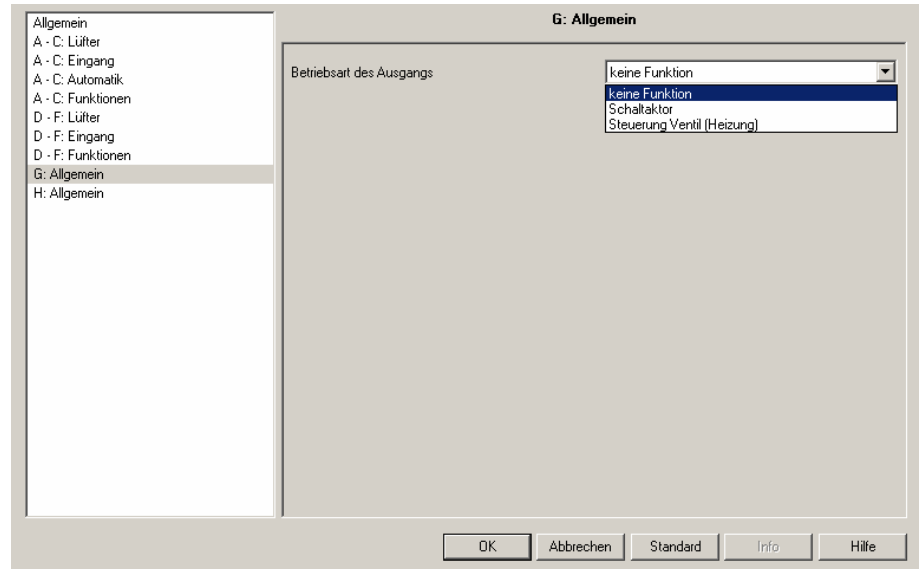 Allgemein
A - C: Lüfter
A - C: Eingang
A - C: Automatik
A - C: Funktionen
D - F: Lüfter
D - F: Eingang
D - F: Funktionen
G: Allgemein
H: Allgemein
G: Allgemein
Betriebsart des Ausgangs
keine Funktion
keine Funktion
Schaltaktor
Steuerung Ventil (Heizung)
OK
Abbrechen
Standard
Info
Hilfe